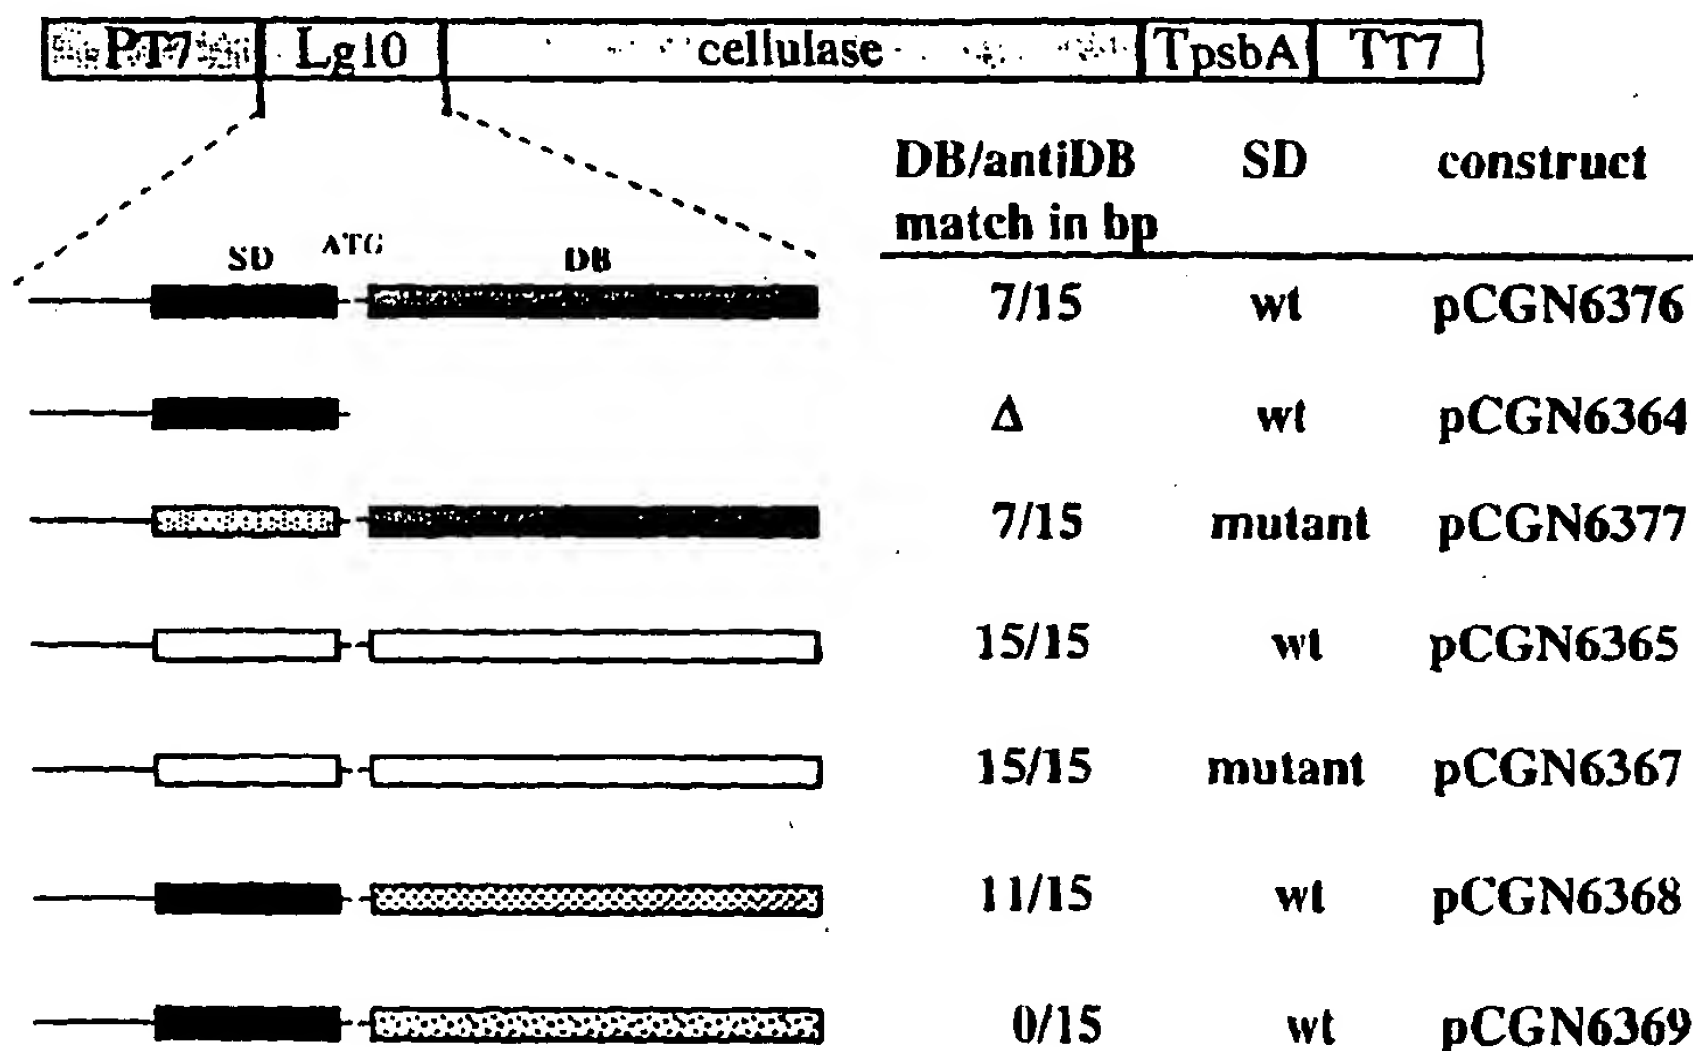 PT7 Lg10 cellulase TpsbA TT7
DB/antiDB SD construct
match in bp
SD ATG DB
7/15 wt pCGN6376
Δ wt pCGN6364
7/15 mutant pCGN6377
15/15 wt pCGN6365
15/15 mutant pCGN6367
11/15 wt pCGN6368
0/15 wt pCGN6369